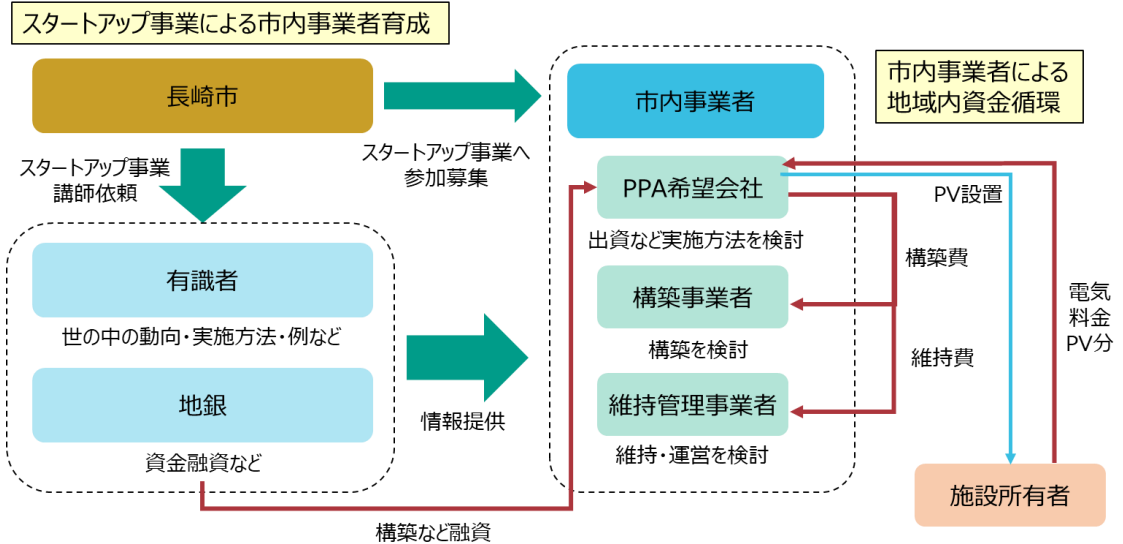 スタートアップ事業による市内事業者育成
長崎市
スタートアップ事業へ
参加募集
スタートアップ事業
講師依頼
有識者
世の中の動向・実施方法・例など
地銀
資金融資など
情報提供
構築など融資
市内事業者
市内事業者による
地域内資金循環
PPA希望会社
出資など実施方法を検討
構築事業者
構築を検討
維持管理事業者
維持・運営を検討
PV設置
構築費
維持費
電気
料金
PV分
施設所有者